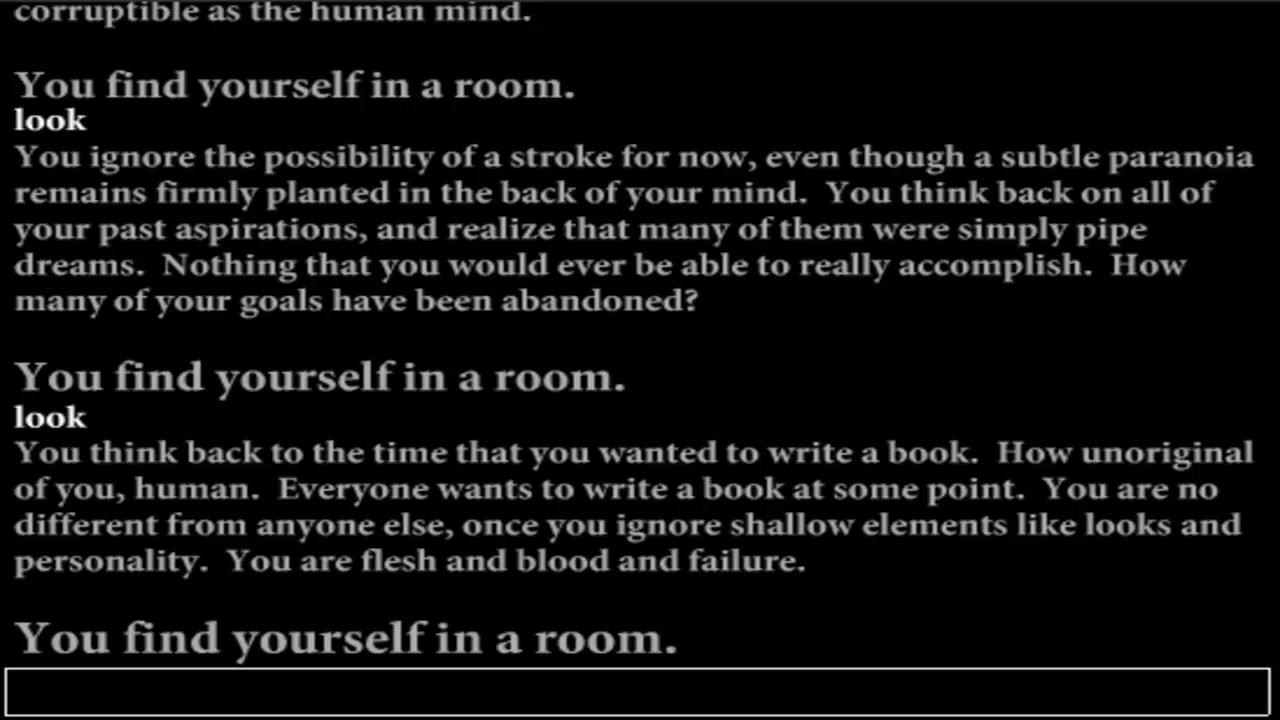 corruptible as the human mind.
You find yourself in a room.
look
You ignore the possibility of a stroke for now, even though a subtle paranoia
remains firmly planted in the back of your mind.  You think back on all of
your past aspirations, and realize that many of them were simply pipe
dreams.  Nothing that you would ever be able to really accomplish.  How
many of your goals have been abandoned?
You find yourself in a room.
look
You think back to the time that you wanted to write a book.  How unoriginal
of you, human.  Everyone wants to write a book at some point.  You are no
different from anyone else, once you ignore shallow elements like looks and
personality.  You are flesh and blood and failure.
You find yourself in a room.